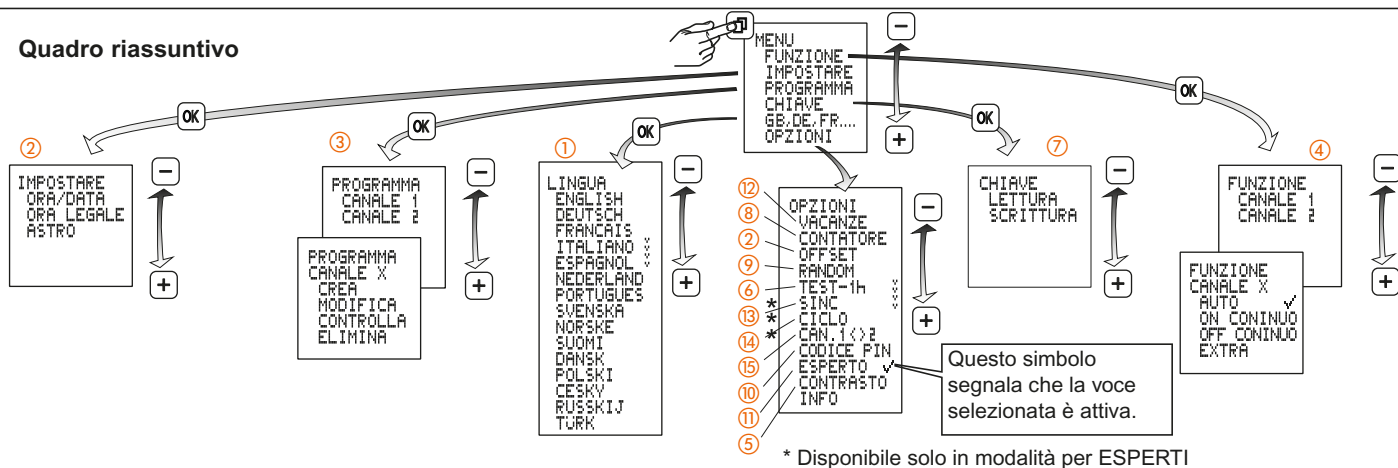 Quadro riassuntivo
MENU
FUNZIONE
IMPOSTARE
PROGRAMMA
CHIAVE
GB,DE,FR....
OPZIONI
−
+
OK
OK
OK
OK
OK
②
IMPOSTARE
ORA/DATA
ORA LEGALE
ASTRO
−
+
③
PROGRAMMA
CANALE 1
CANALE 2
PROGRAMMA
CANALE X
CREA
MODIFICA
CONTROLLA
ELIMINA
−
+
①
LINGUA
ENGLISH
DEUTSCH
FRANCAIS
ITALIANO
ESPAGNOL
NEDERLAND
PORTUGUES
SVENSKA
NORSKE
SUOMI
DANSK
POLSKI
CESKY
RUSSKIJ
TURK
−
+
OPZIONI
⑫ VACANZE
⑧ CONTATORE
② OFFSET
⑨ RANDOM
⑥ TEST-1h
⑬ * SINC
⑭ * CICLO
⑮ CAN.1<>2
⑩ CODICE PIN
⑪ ESPERTO ✓
⑤ CONTRASTO
INFO
−
+
Questo simbolo
segnala che la voce
selezionata è attiva.
* Disponibile solo in modalità per ESPERTI
⑦
CHIAVE
LETTURA
SCRITTURA
−
+
④
FUNZIONE
CANALE 1
CANALE 2
FUNZIONE
CANALE X
AUTO ✓
ON CONINUO
OFF CONINUO
EXTRA
−
+